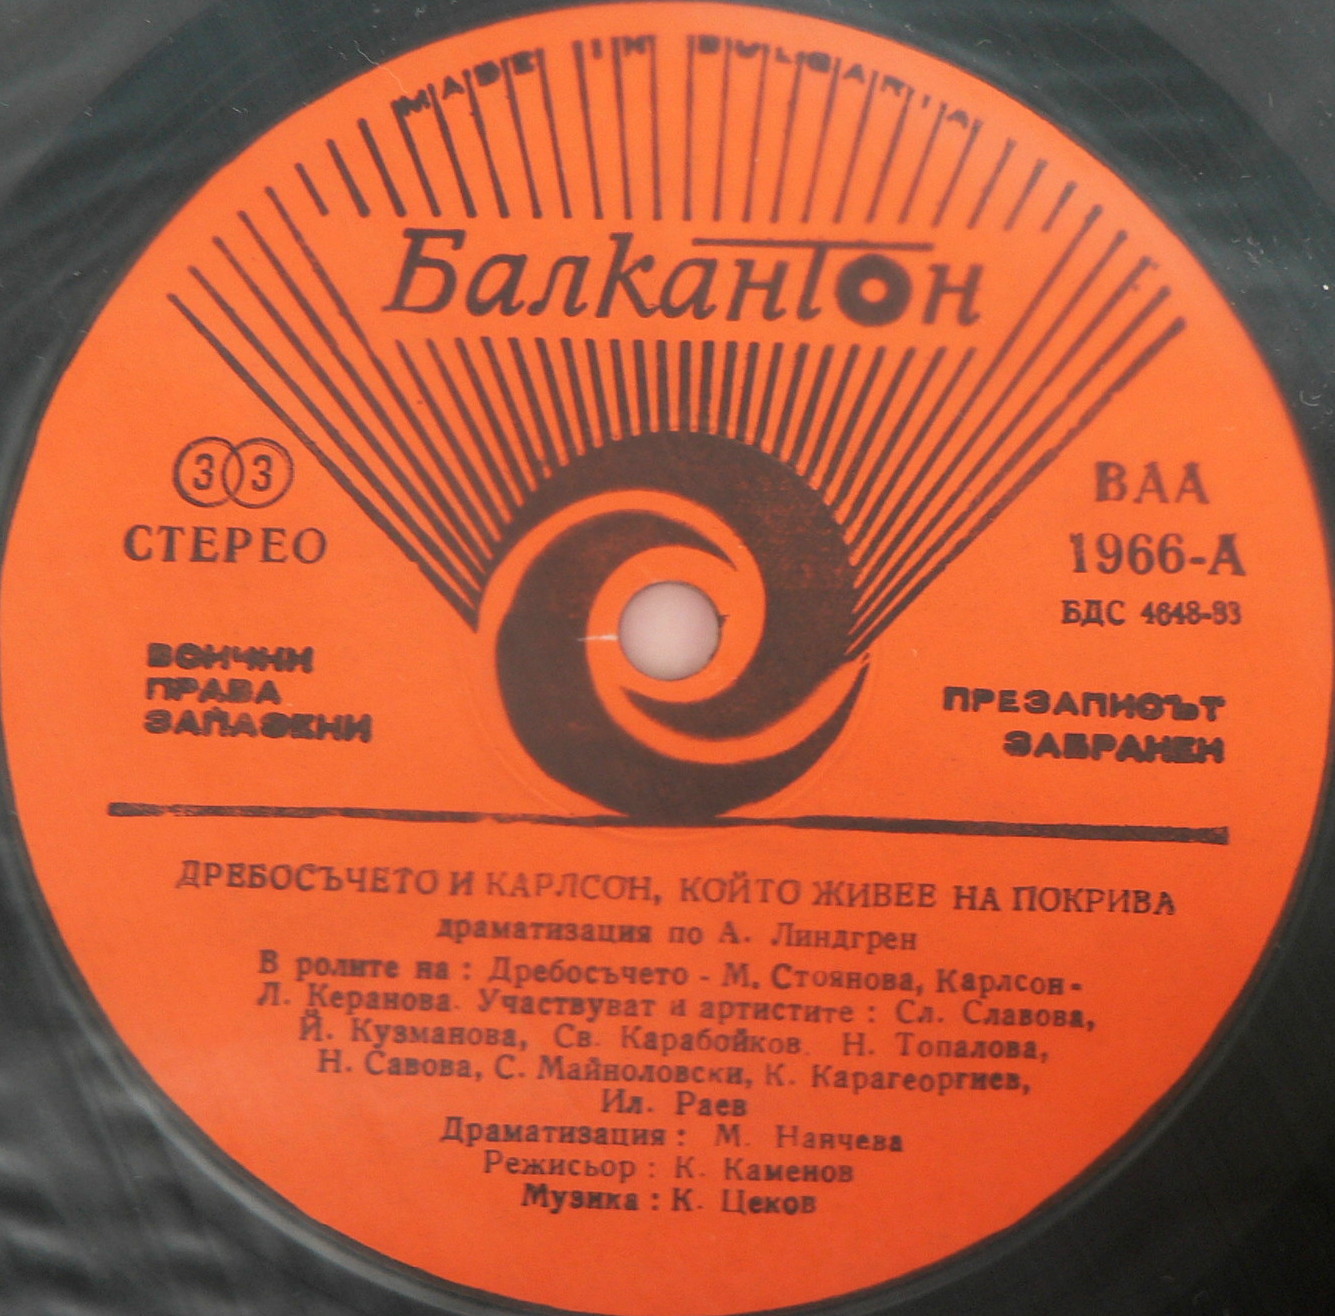 MADE IN BULGARIA
Балкантон
33
СТЕРЕО
ВАА
1966-А
БДС 4648-83
ВСИЧКИ
ПРАВА
ЗАПАЗЕНИ
ПРЕЗАПИСЪТ
ЗАБРАНЕН
ДРЕБОСЪЧЕТО И КАРЛСОН, КОЙТО ЖИВЕЕ НА ПОКРИВА
драматизация по А. Линдгрен
В ролите на : Дребосъчето - М. Стоянова, Карлсон-
Л. Керанова. Участвуват и артистите : Сл. Славова,
Й. Кузманова, Св. Карабойков. Н. Топалова,
Н. Савова, С. Майноловски, К. Карагеоргиев,
Ил. Раев
Драматизация : М. Нанчева
Режисьор : К. Каменов
Музика : К. Цеков